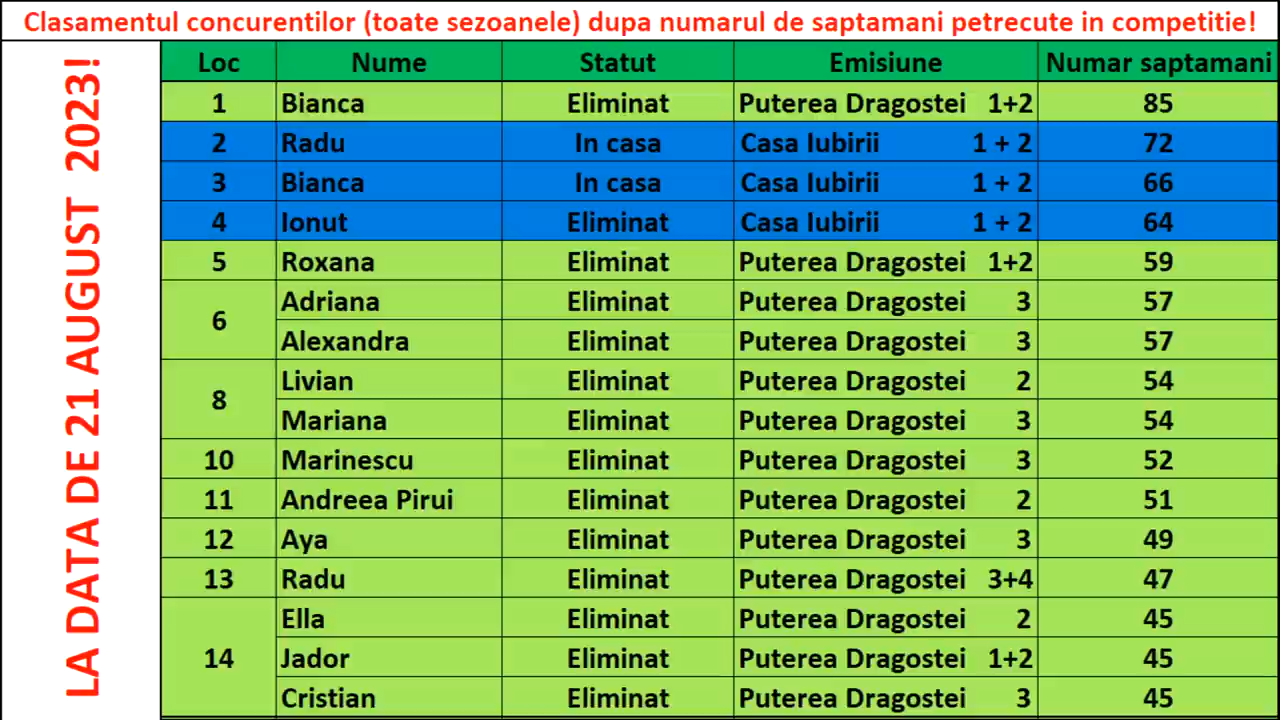 Clasamentul concurentilor (toate sezoanele) dupa numarul de saptamani petrecute in competitie!
LA DATA DE 21 AUGUST 2023!
Loc Nume Statut Emisiune Numar saptamani
1 Bianca Eliminat Puterea Dragostei 1+2 85
2 Radu In casa Casa Iubirii 1 + 2 72
3 Bianca In casa Casa Iubirii 1 + 2 66
4 Ionut Eliminat Casa Iubirii 1 + 2 64
5 Roxana Eliminat Puterea Dragostei 1+2 59
6 Adriana Eliminat Puterea Dragostei 3 57
Alexandra Eliminat Puterea Dragostei 3 57
8 Livian Eliminat Puterea Dragostei 2 54
Mariana Eliminat Puterea Dragostei 3 54
10 Marinescu Eliminat Puterea Dragostei 3 52
11 Andreea Pirui Eliminat Puterea Dragostei 2 51
12 Aya Eliminat Puterea Dragostei 3 49
13 Radu Eliminat Puterea Dragostei 3+4 47
14 Ella Eliminat Puterea Dragostei 2 45
Jador Eliminat Puterea Dragostei 1+2 45
Cristian Eliminat Puterea Dragostei 3 45